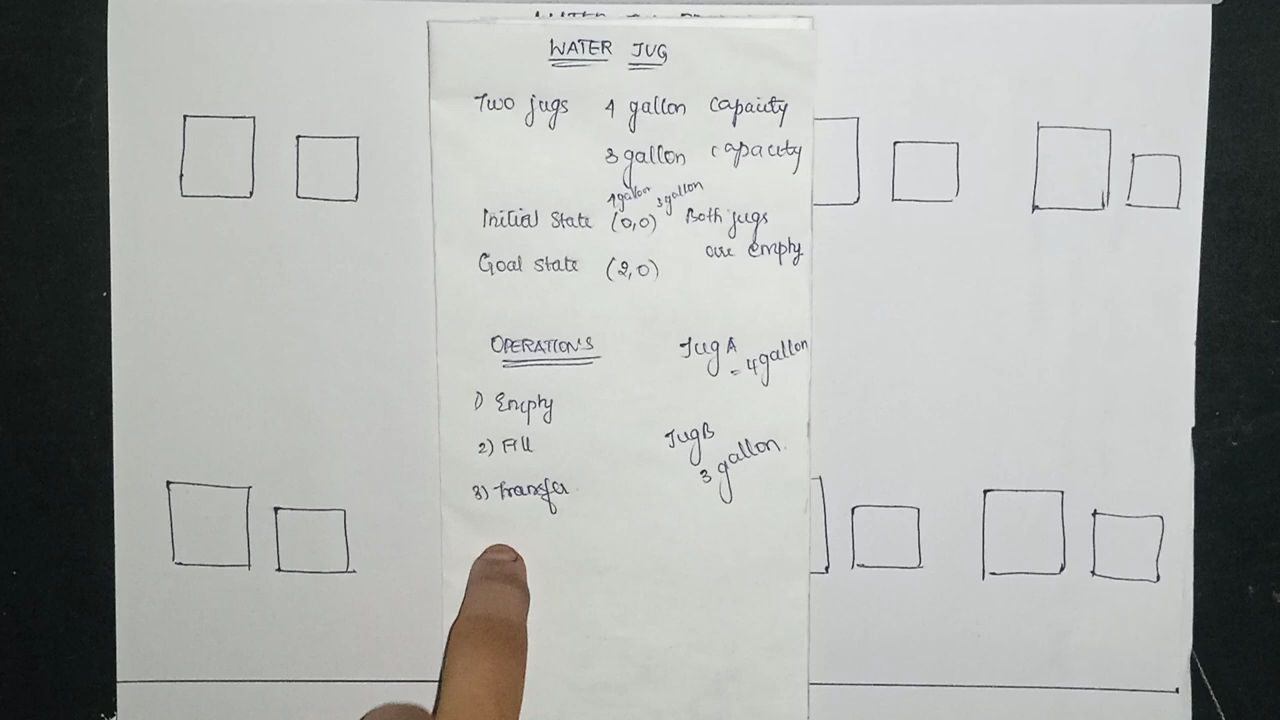 WATER JUG
Two jugs 4 gallon capacity
3 gallon capacity
4 gallon 3 gallon
Initial State (0,0) Both jugs
are empty
Goal state (2,0)
OPERATIONS
Jug A
= 4 gallon
1) Empty
Jug B
2) Fill
3 gallon.
3) Transfer